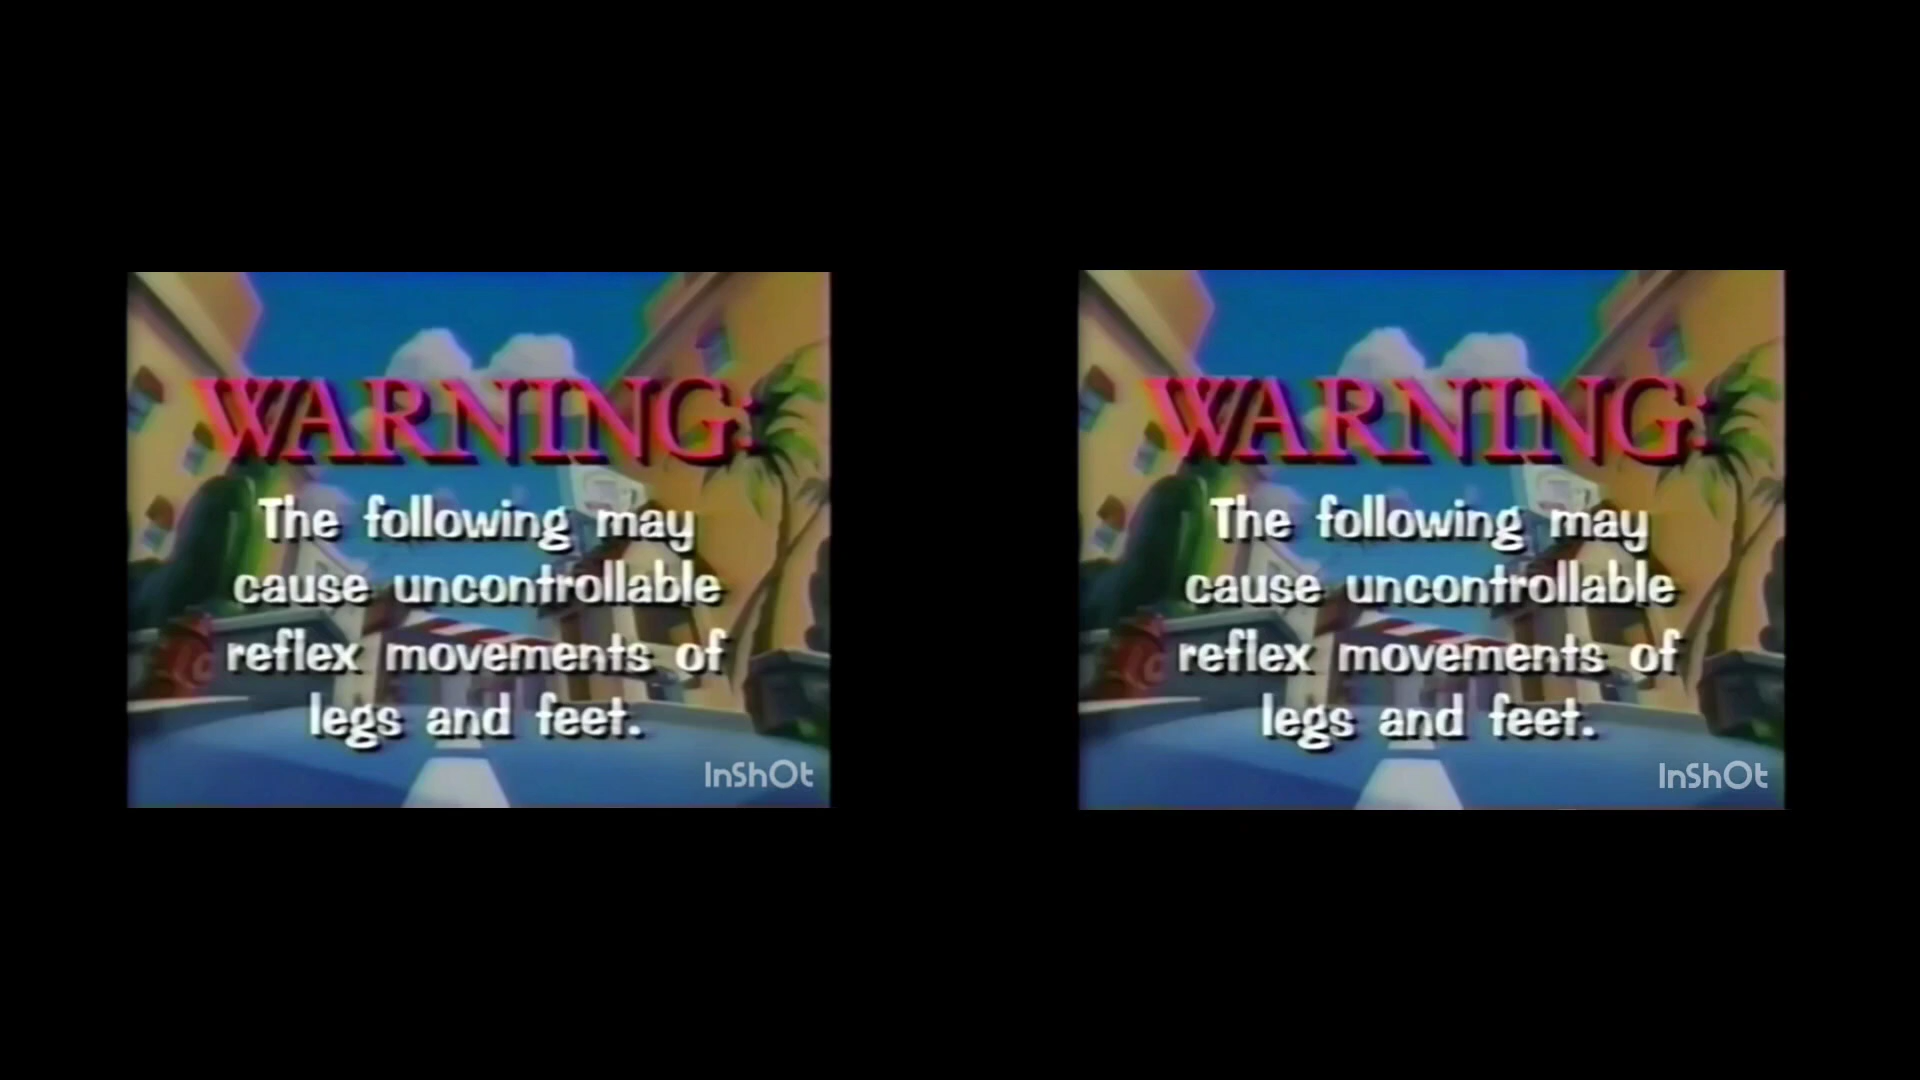 WARNING:
The following may
cause uncontrollable
reflex movements of
legs and feet.
InShOt
WARNING:
The following may
cause uncontrollable
reflex movements of
legs and feet.
InShOt